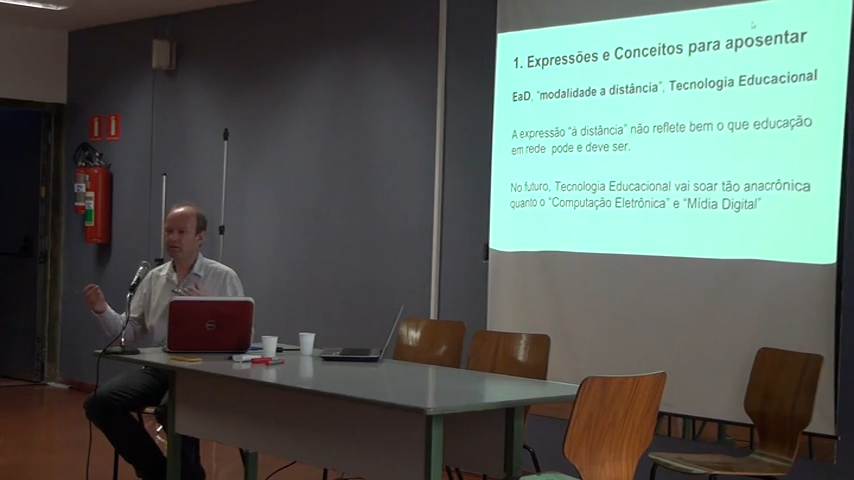 1. Expressões e Conceitos para aposentar
EaD, “modalidade a distância”, Tecnologia Educacional
A expressão “à distância” não reflete bem o que educação
em rede pode e deve ser.
No futuro, Tecnologia Educacional vai soar tão anacrônica
quanto o “Computação Eletrônica” e “Mídia Digital”
DELL